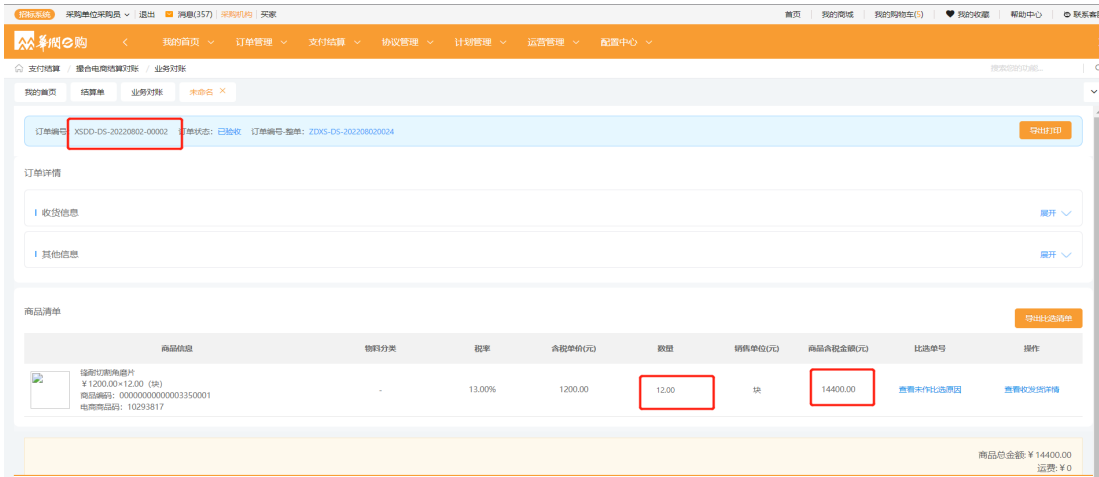 招标系统 采购单位采购员 退出 消息(357) 采购机构 买家 首页 我的商城 我的购物车(5) 我的收藏 帮助中心 联系客
华润e购 我的首页 订单管理 支付结算 协议管理 计划管理 运营管理 配置中心
支付结算 / 撮合电商结算对账 / 业务对账 搜索您的功能...
我的首页 结算单 业务对账 未命名 ×
订单编号: XSDD-DS-20220802-00002 订单状态：已验收 订单编号-整单：ZDXS-DS-202208020024 导出打印
订单详情
收货信息 展开
其他信息 展开
商品清单
导出比选清单
商品信息 物料分类 税率 含税单价(元) 数量 销售单位(元) 商品含税金额(元) 比选单号 操作
锋耐切割角磨片
￥1200.00×12.00 (块)
- 13.00% 1200.00 12.00 块 14400.00 查看未作比选原因 查看收发货详情
商品编码：00000000000003350001
电商商品码：10293817
商品总金额:￥14400.00
运费:￥0